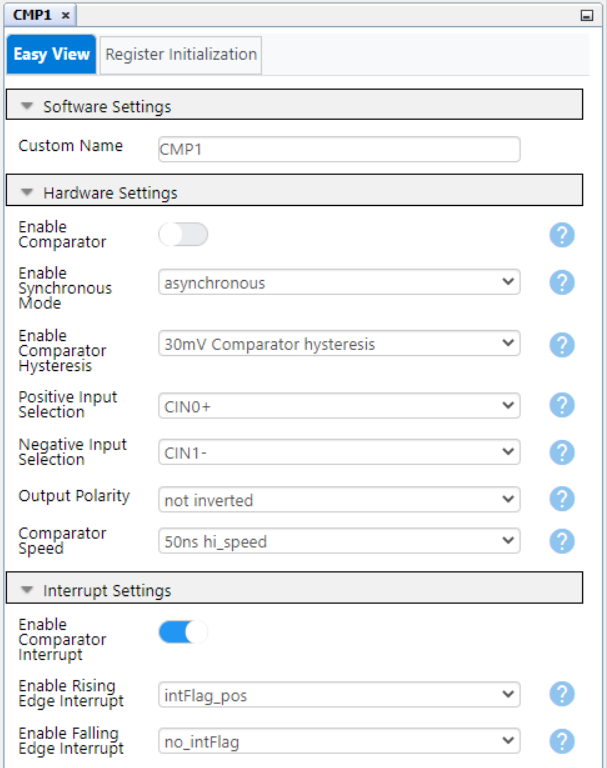 CMP1 ×
Easy View
Register Initialization
Software Settings
Custom Name
CMP1
Hardware Settings
Enable
Comparator
?
Enable
Synchronous
Mode
asynchronous
?
Enable
Comparator
Hysteresis
30mV Comparator hysteresis
?
Positive Input
Selection
CIN0+
?
Negative Input
Selection
CIN1-
?
Output Polarity
not inverted
?
Comparator
Speed
50ns hi_speed
?
Interrupt Settings
Enable
Comparator
Interrupt
Enable Rising
Edge Interrupt
intFlag_pos
?
Enable Falling
Edge Interrupt
no_intFlag
?